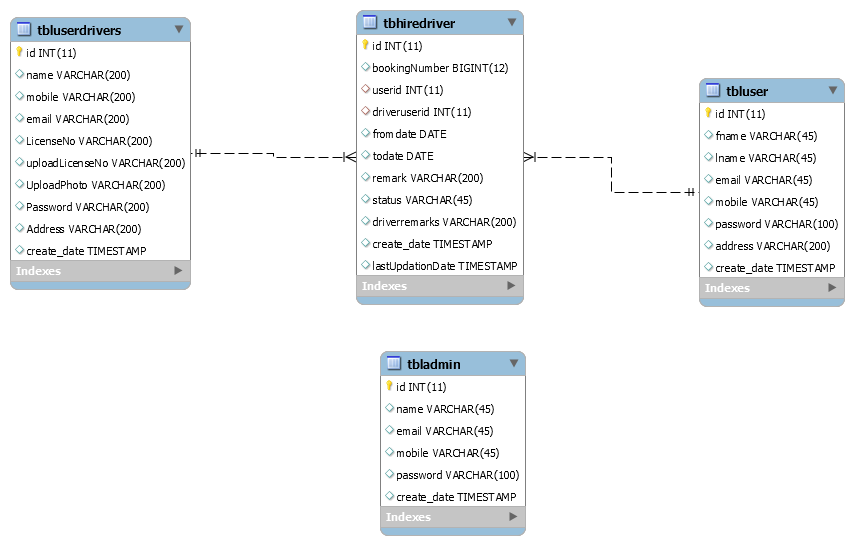 tbluserdrivers
id INT(11)
name VARCHAR(200)
mobile VARCHAR(200)
email VARCHAR(200)
LicenseNo VARCHAR(200)
uploadLicenseNo VARCHAR(200)
UploadPhoto VARCHAR(200)
Password VARCHAR(200)
Address VARCHAR(200)
create_date TIMESTAMP
Indexes
tblhiredriver
id INT(11)
bookingNumber BIGINT(12)
userid INT(11)
driveruserid INT(11)
fromdate DATE
todate DATE
remark VARCHAR(200)
status VARCHAR(45)
driverremarks VARCHAR(200)
create_date TIMESTAMP
lastUpdationDate TIMESTAMP
Indexes
tbluser
id INT(11)
fname VARCHAR(45)
lname VARCHAR(45)
email VARCHAR(45)
mobile VARCHAR(45)
password VARCHAR(100)
address VARCHAR(200)
create_date TIMESTAMP
Indexes
tbladmin
id INT(11)
name VARCHAR(45)
email VARCHAR(45)
mobile VARCHAR(45)
password VARCHAR(100)
create_date TIMESTAMP
Indexes